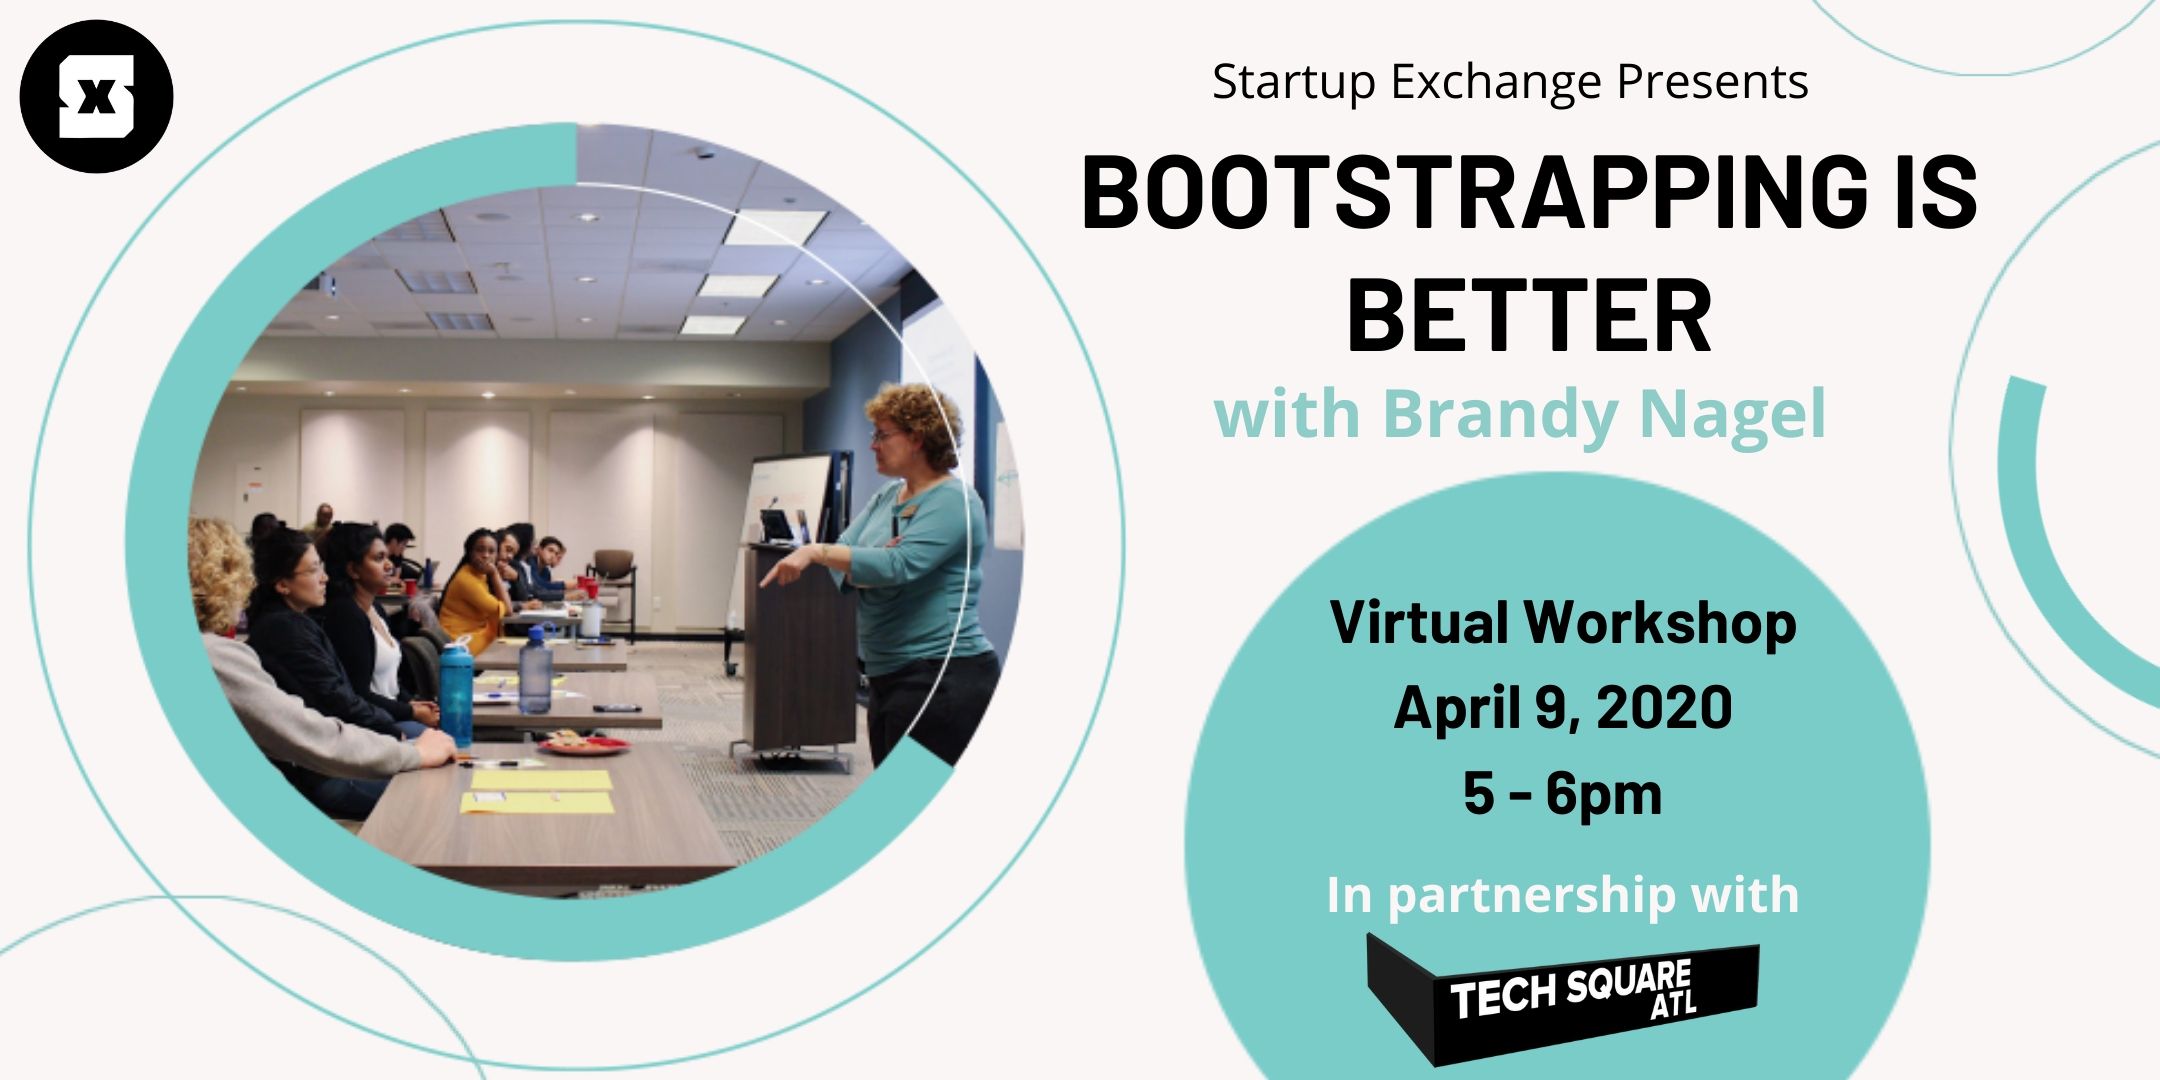 SX
Startup Exchange Presents
BOOTSTRAPPING IS
BETTER
with Brandy Nagel
Virtual Workshop
April 9, 2020
5 - 6pm
In partnership with
TECH SQUARE
ATL